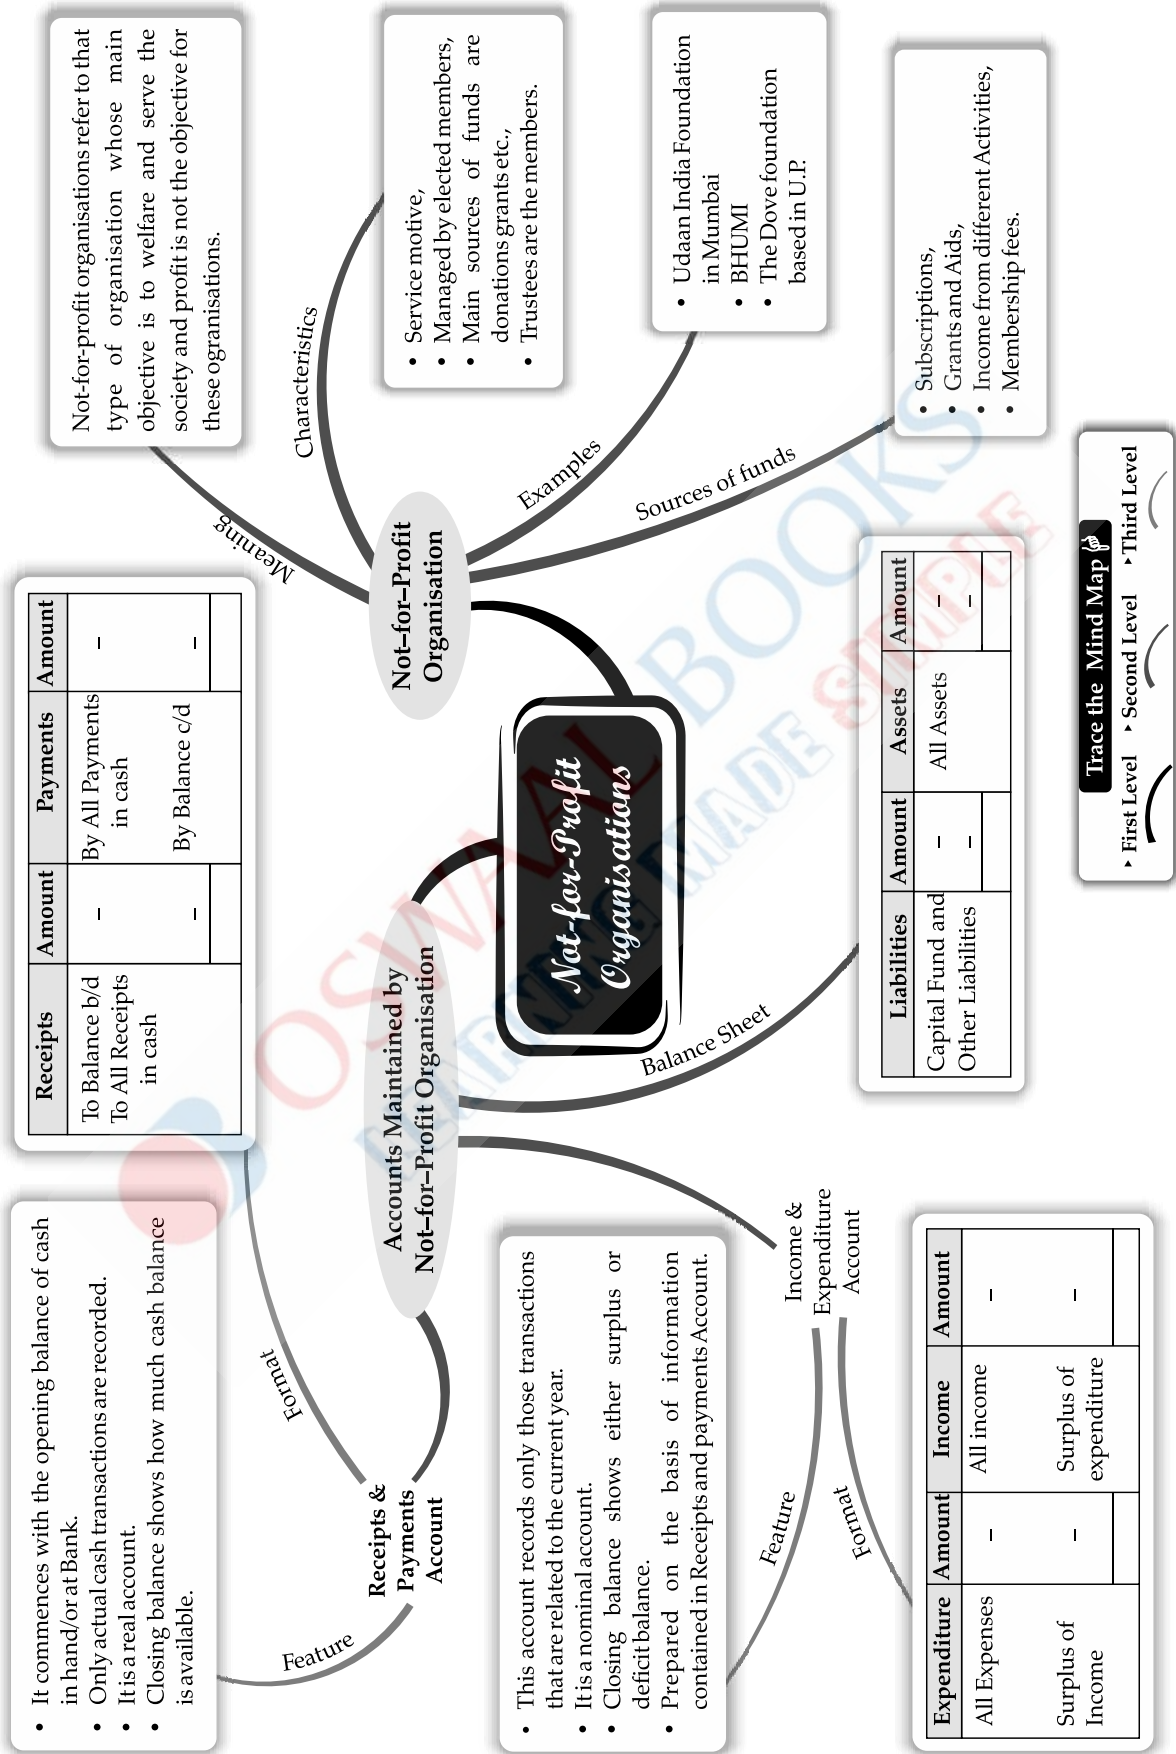 Not-for-Profit
Organisations
Not–for–Profit
Organisation
Meaning
Not-for-profit organisations refer to that
type of organisation whose main
objective is to welfare and serve the
society and profit is not the objective for
these ogranisations.
Characteristics
• Service motive,
• Managed by elected members,
• Main sources of funds are
donations grants etc.,
• Trustees are the members.
Examples
• Udaan India Foundation
in Mumbai
• BHUMI
• The Dove foundation
based in U.P.
Sources of funds
• Subscriptions,
• Grants and Aids,
• Income from different Activities,
• Membership fees.
Accounts Maintained by
Not–for–Profit Organisation
Receipts &
Payments
Account
Feature
• It commences with the opening balance of cash
in hand/or at Bank.
• Only actual cash transactions are recorded.
• It is a real account.
• Closing balance shows how much cash balance
is available.
Format
Receipts Amount Payments Amount
To Balance b/d – By All Payments –
To All Receipts in cash
in cash – By Balance c/d –
Income &
Expenditure
Account
Feature
• This account records only those transactions
that are related to the current year.
• It is a nominal account.
• Closing balance shows either surplus or
deficit balance.
• Prepared on the basis of information
contained in Receipts and payments Account.
Format
Expenditure Amount Income Amount
All Expenses – All income –
Surplus of – Surplus of –
Income expenditure
Balance Sheet
Liabilities Amount Assets Amount
Capital Fund and – All Assets –
Other Liabilities – –
Trace the Mind Map
First Level Second Level Third Level
OSWAAL BOOKS
LEARNING MADE SIMPLE